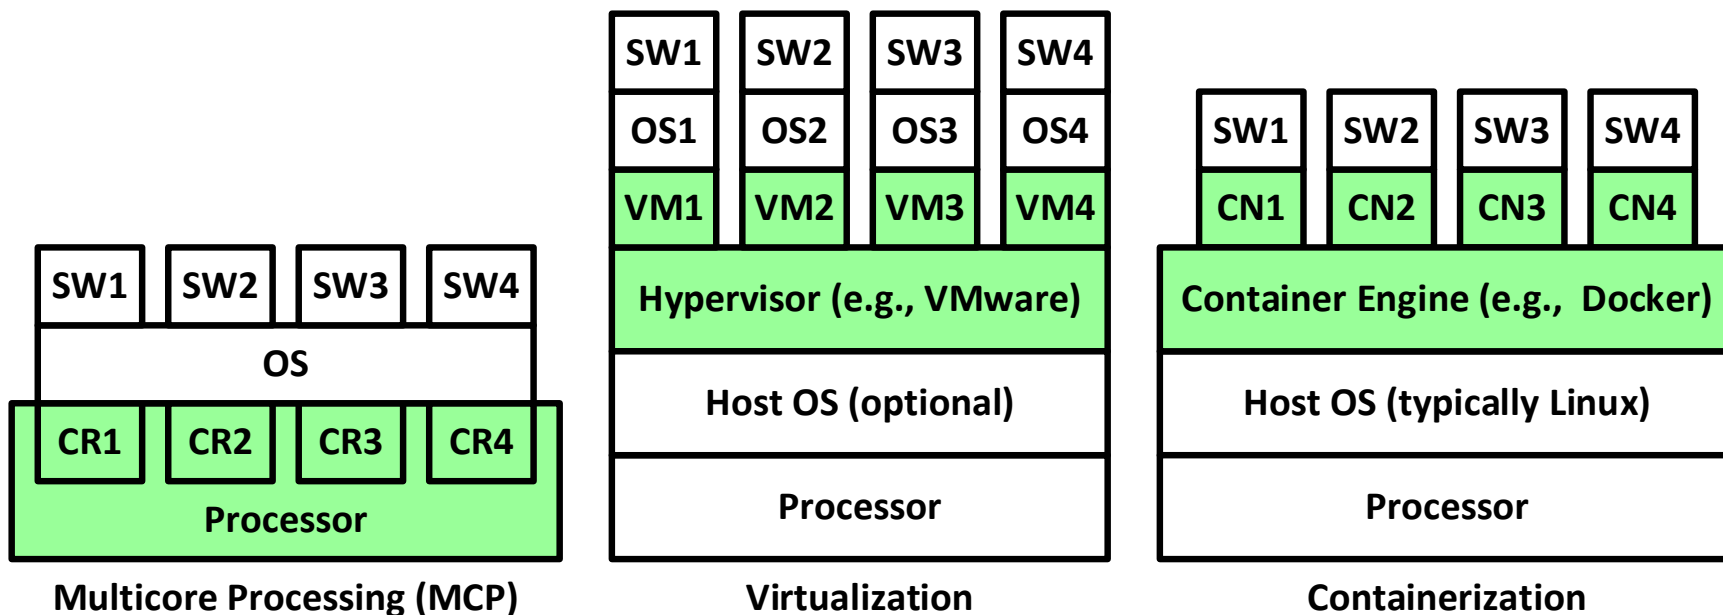 SW1 SW2 SW3 SW4
OS
CR1 CR2 CR3 CR4
Processor
Multicore Processing (MCP)
SW1 SW2 SW3 SW4
OS1 OS2 OS3 OS4
VM1 VM2 VM3 VM4
Hypervisor (e.g., VMware)
Host OS (optional)
Processor
Virtualization
SW1 SW2 SW3 SW4
CN1 CN2 CN3 CN4
Container Engine (e.g., Docker)
Host OS (typically Linux)
Processor
Containerization